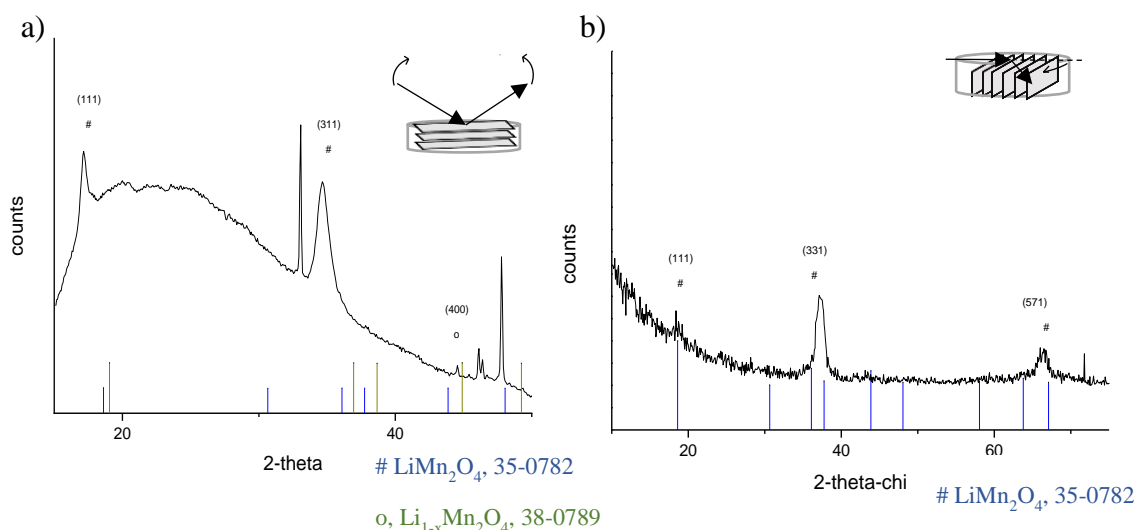 a)
(111)
#
(311)
#
(400)
o
counts
20
40
2-theta
# LiMn₂O₄, 35-0782
o, Li₁₋ₓMn₂O₄, 38-0789
b)
(111)
#
(331)
#
(571)
#
counts
20
40
60
2-theta-chi
# LiMn₂O₄, 35-0782